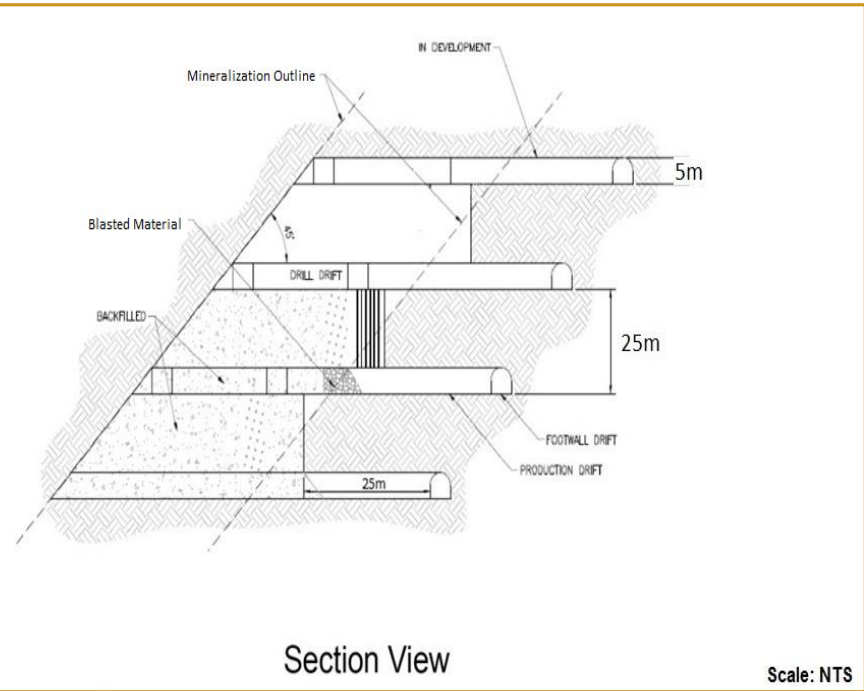 IN DEVELOPMENT
Mineralization Outline
5m
Blasted Material
45°
DRILL DRIFT
BACKFILLED
25m
FOOTWALL DRIFT
PRODUCTION DRIFT
25m
Section View
Scale: NTS